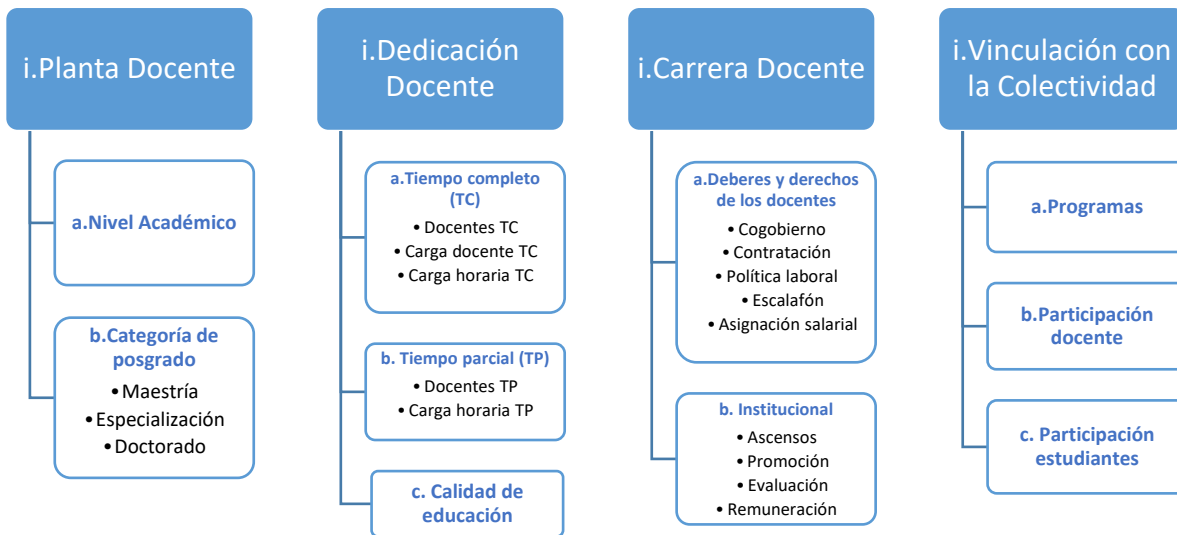 i.Planta Docente
a.Nivel Académico
b.Categoría de
posgrado
• Maestría
• Especialización
• Doctorado
i.Dedicación
Docente
a.Tiempo completo
(TC)
• Docentes TC
• Carga docente TC
• Carga horaria TC
b. Tiempo parcial (TP)
• Docentes TP
• Carga horaria TP
c. Calidad de
educación
i.Carrera Docente
a.Deberes y derechos
de los docentes
• Cogobierno
• Contratación
• Política laboral
• Escalafón
• Asignación salarial
b. Institucional
• Ascensos
• Promoción
• Evaluación
• Remuneración
i.Vinculación con
la Colectividad
a.Programas
b.Participación
docente
c. Participación
estudiantes